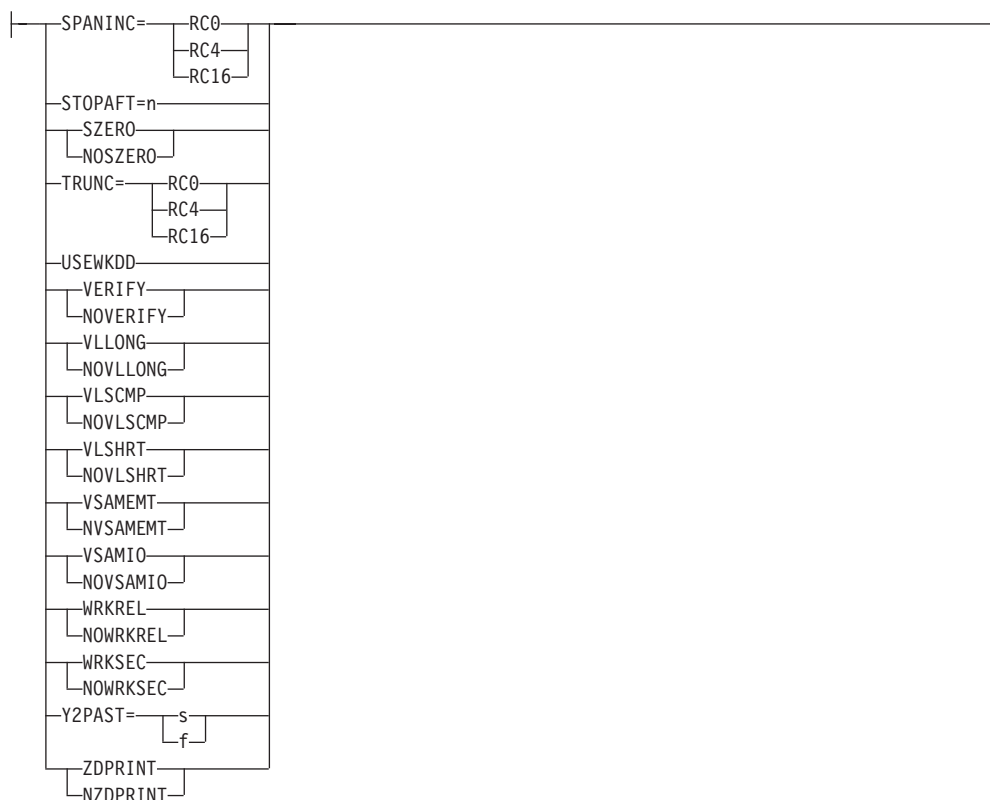 SPANINC= RC0
RC4
RC16
STOPAFT=n
SZERO
NOSZERO
TRUNC= RC0
RC4
RC16
USEWKDD
VERIFY
NOVERIFY
VLLONG
NOVLLONG
VLSCMP
NOVLSCMP
VLSHRT
NOVLSHRT
VSAMEMT
NVSAMEMT
VSAMIO
NOVSAMIO
WRKREL
NOWRKREL
WRKSEC
NOWRKSEC
Y2PAST= s
f
ZDPRINT
NZDPRINT